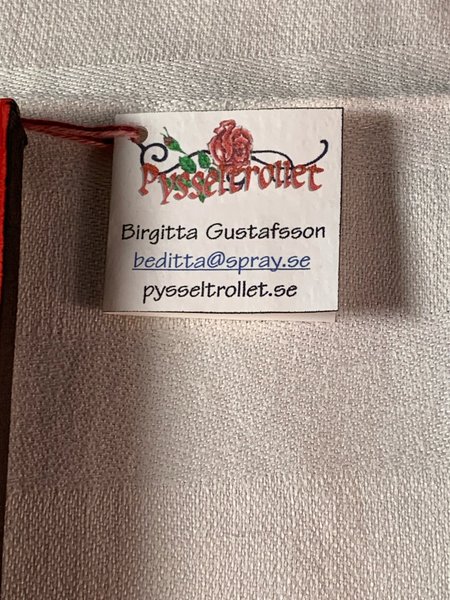 Pysseltrollet
Birgitta Gustafsson
beditta@spray.se
pysseltrollet.se